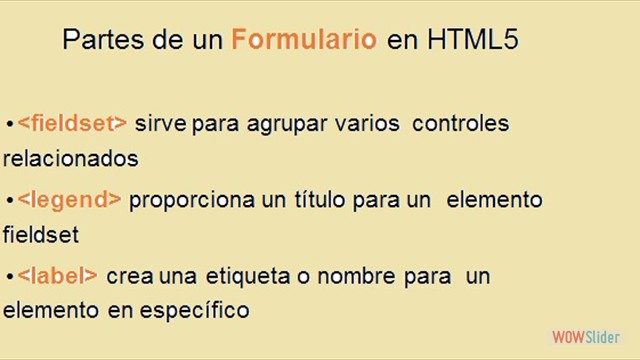 Partes de un Formulario en HTML5
•<fieldset> sirve para agrupar varios controles
relacionados
•<legend> proporciona un título para un elemento
fieldset
•<label> crea una etiqueta o nombre para un
elemento en específico
WOWSlider